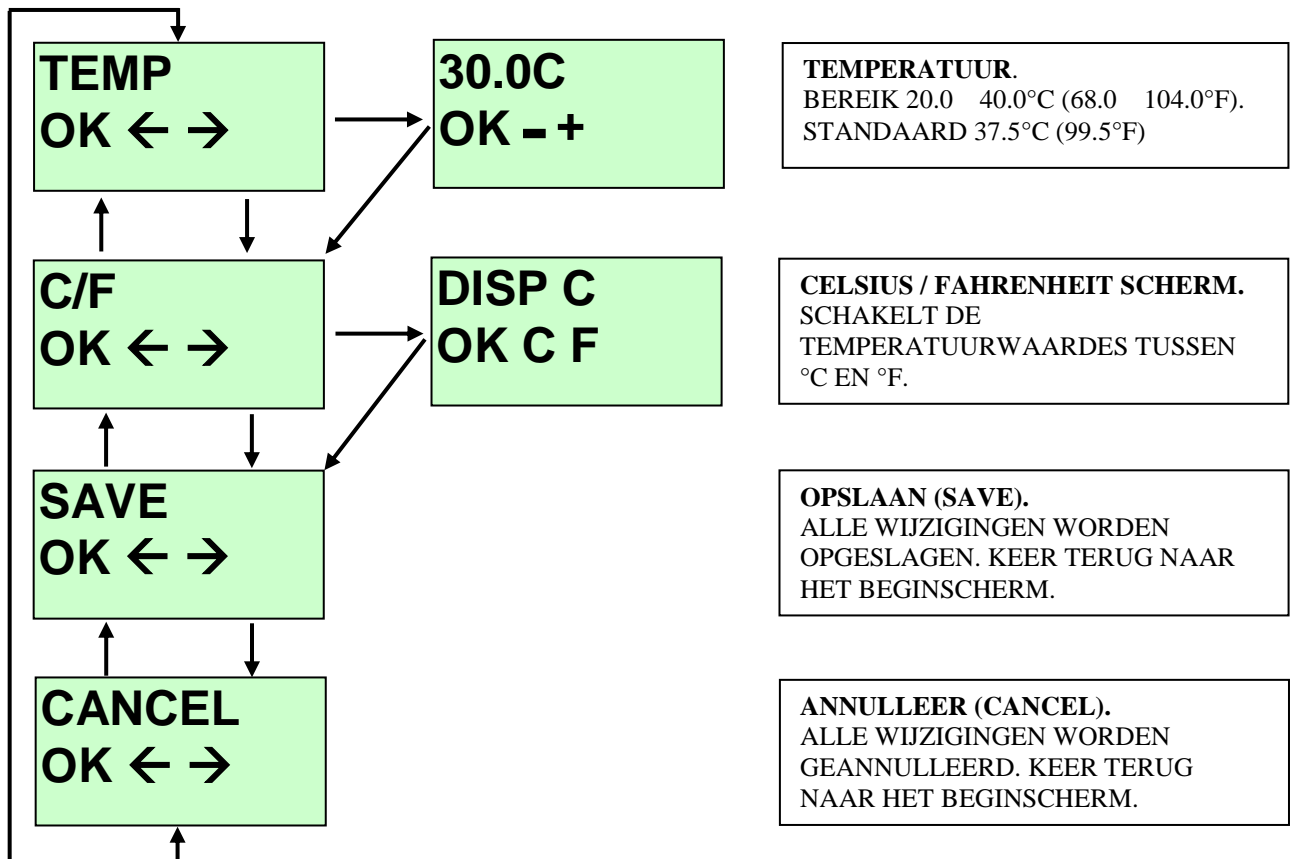 TEMP
OK ← →
30.0C
OK - +
TEMPERATUUR.
BEREIK 20.0 40.0°C (68.0 104.0°F).
STANDAARD 37.5°C (99.5°F)
C/F
OK ← →
DISP C
OK C F
CELSIUS / FAHRENHEIT SCHERM.
SCHAKELT DE
TEMPERATUURWAARDES TUSSEN
°C EN °F.
SAVE
OK ← →
OPSLAAN (SAVE).
ALLE WIJZIGINGEN WORDEN
OPGESLAGEN. KEER TERUG NAAR
HET BEGINSCHERM.
CANCEL
OK ← →
ANNULLEER (CANCEL).
ALLE WIJZIGINGEN WORDEN
GEANNULLEERD. KEER TERUG
NAAR HET BEGINSCHERM.